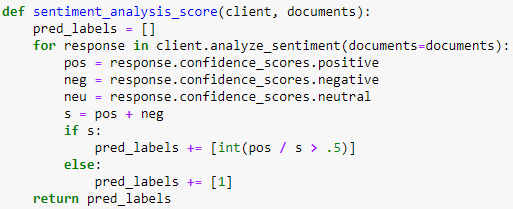 def sentiment_analysis_score(client, documents):
    pred_labels = []
    for response in client.analyze_sentiment(documents=documents):
        pos = response.confidence_scores.positive
        neg = response.confidence_scores.negative
        neu = response.confidence_scores.neutral
        s = pos + neg
        if s:
            pred_labels += [int(pos / s > .5)]
        else:
            pred_labels += [1]
    return pred_labels